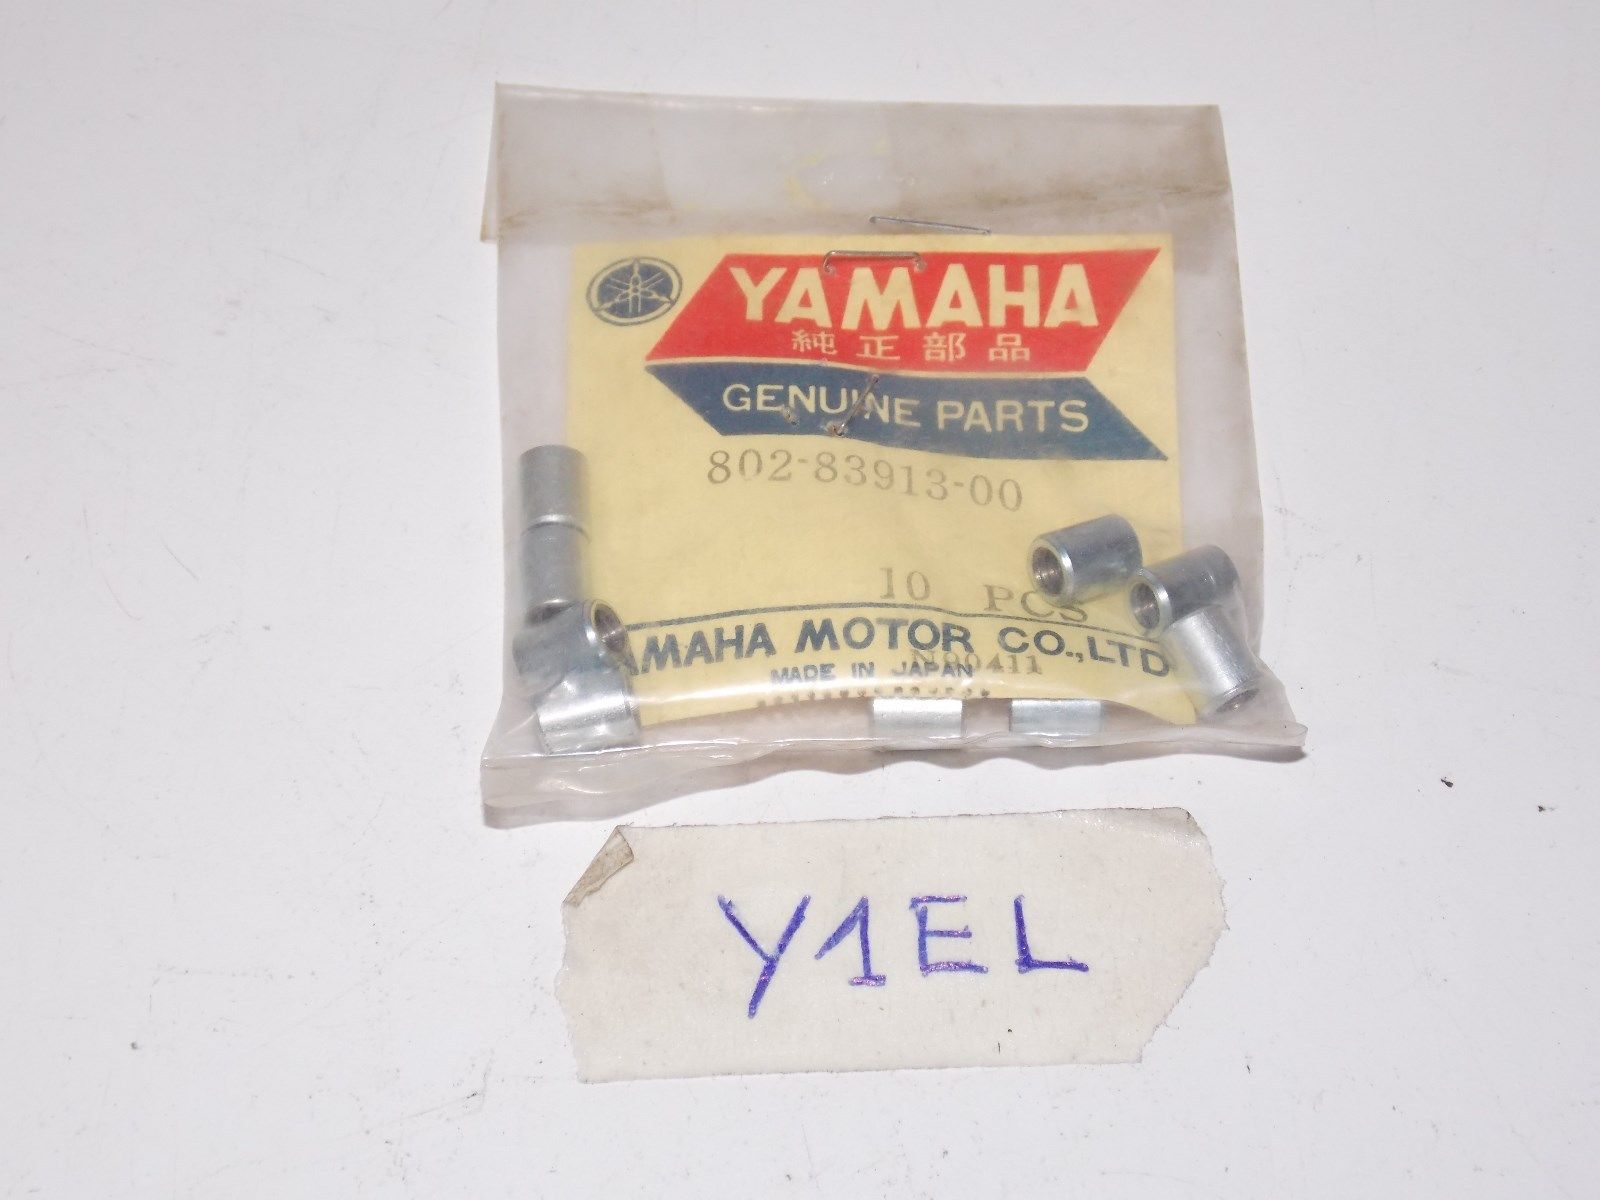 YAMAHA
純正部品
GENUINE PARTS
802-83913-00
10 PCS
YAMAHA MOTOR CO.,LTD
N90411
MADE IN JAPAN
Y1EL